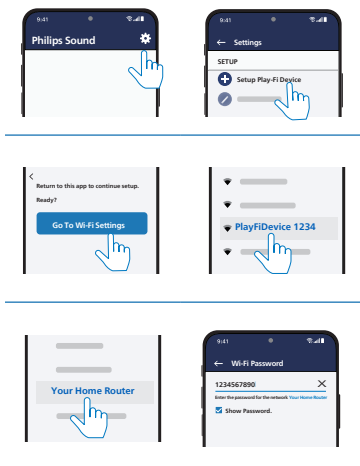 9:41
Philips Sound
9:41
← Settings
SETUP
Setup Play-Fi Device
<
Return to this app to continue setup.
Ready?
Go To Wi-Fi Settings
PlayFiDevice 1234
Your Home Router
9:41
← Wi-Fi Password
1234567890
Enter the password for the network Your Home Router
Show Password.